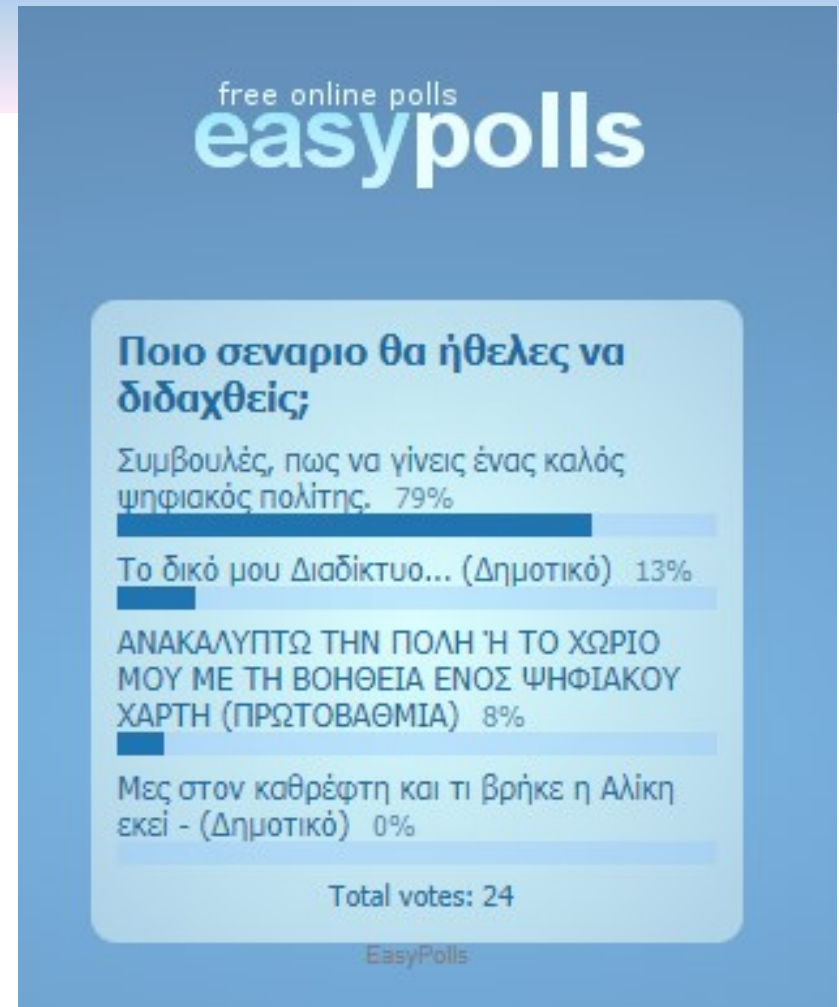 free online polls
easypolls
Ποιο σεναριο θα ήθελες να
διδαχθείς;
Συμβουλές, πως να γίνεις ένας καλός
ψηφιακός πολίτης. 79%
Το δικό μου Διαδίκτυο... (Δημοτικό) 13%
ΑΝΑΚΑΛΥΠΤΩ ΤΗΝ ΠΟΛΗ Ή ΤΟ ΧΩΡΙΟ
ΜΟΥ ΜΕ ΤΗ ΒΟΗΘΕΙΑ ΕΝΟΣ ΨΗΦΙΑΚΟΥ
ΧΑΡΤΗ (ΠΡΩΤΟΒΑΘΜΙΑ) 8%
Μες στον καθρέφτη και τι βρήκε η Αλίκη
εκεί - (Δημοτικό) 0%
Total votes: 24
EasyPolls